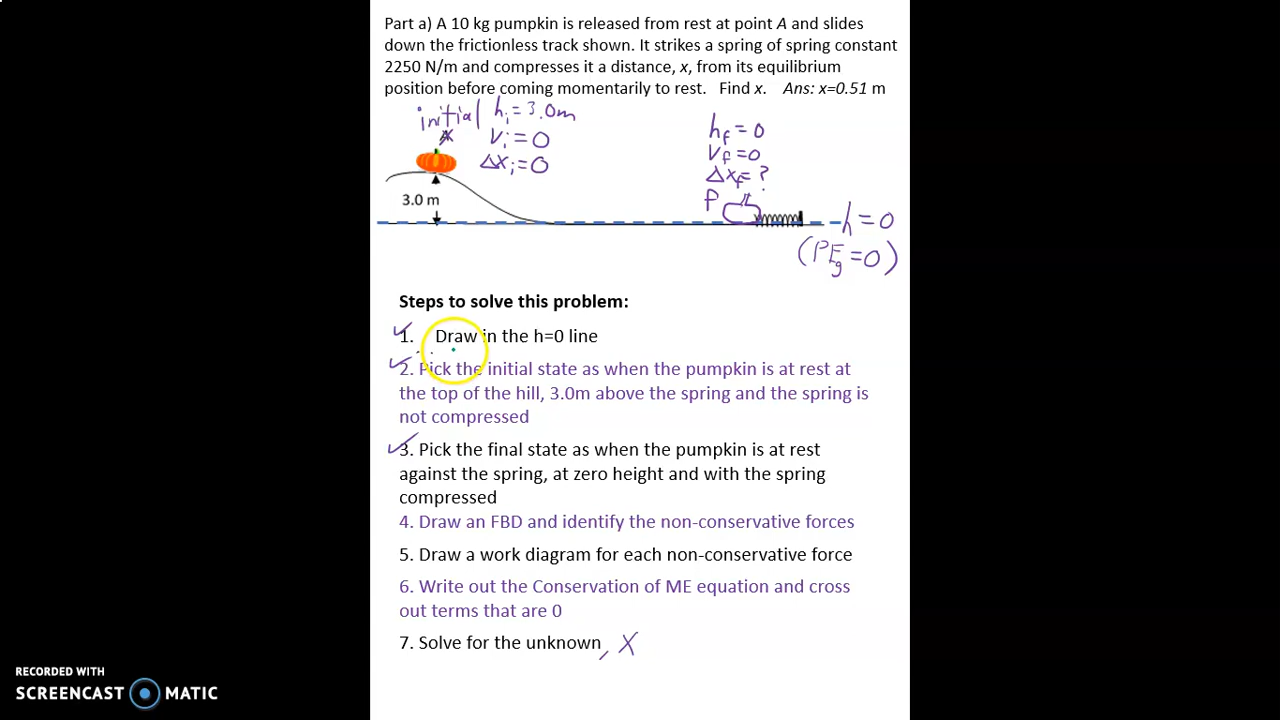 Part a) A 10 kg pumpkin is released from rest at point A and slides
down the frictionless track shown. It strikes a spring of spring constant
2250 N/m and compresses it a distance, x, from its equilibrium
position before coming momentarily to rest. Find x. Ans: x=0.51 m
initial hi = 3.0m
A vi = 0
Δxi = 0
hf = 0
vf = 0
Δxf = ?
P
3.0 m
h = 0
(PEg = 0)
Steps to solve this problem:
1. Draw in the h=0 line
2. Pick the initial state as when the pumpkin is at rest at
the top of the hill, 3.0m above the spring and the spring is
not compressed
3. Pick the final state as when the pumpkin is at rest
against the spring, at zero height and with the spring
compressed
4. Draw an FBD and identify the non-conservative forces
5. Draw a work diagram for each non-conservative force
6. Write out the Conservation of ME equation and cross
out terms that are 0
7. Solve for the unknown, X
RECORDED WITH
SCREENCAST MATIC